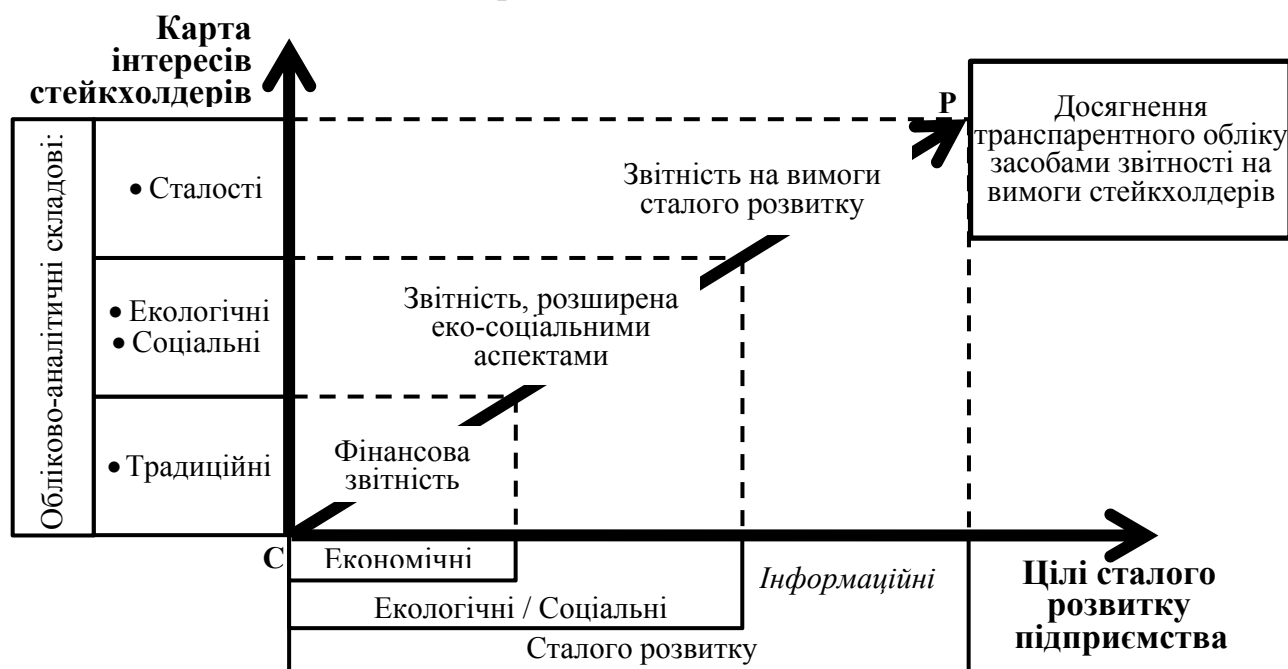 Карта
інтересів
стейкхолдерів
Обліково-аналітичні складові:
• Сталості
• Екологічні
• Соціальні
• Традиційні
P
Досягнення
транспарентного обліку
засобами звітності на
вимоги стейкхолдерів
Звітність на вимоги
сталого розвитку
Звітність, розширена
еко-соціальними
аспектами
Фінансова
звітність
C
Економічні
Екологічні / Соціальні
Сталого розвитку
Інформаційні
Цілі сталого
розвитку
підприємства